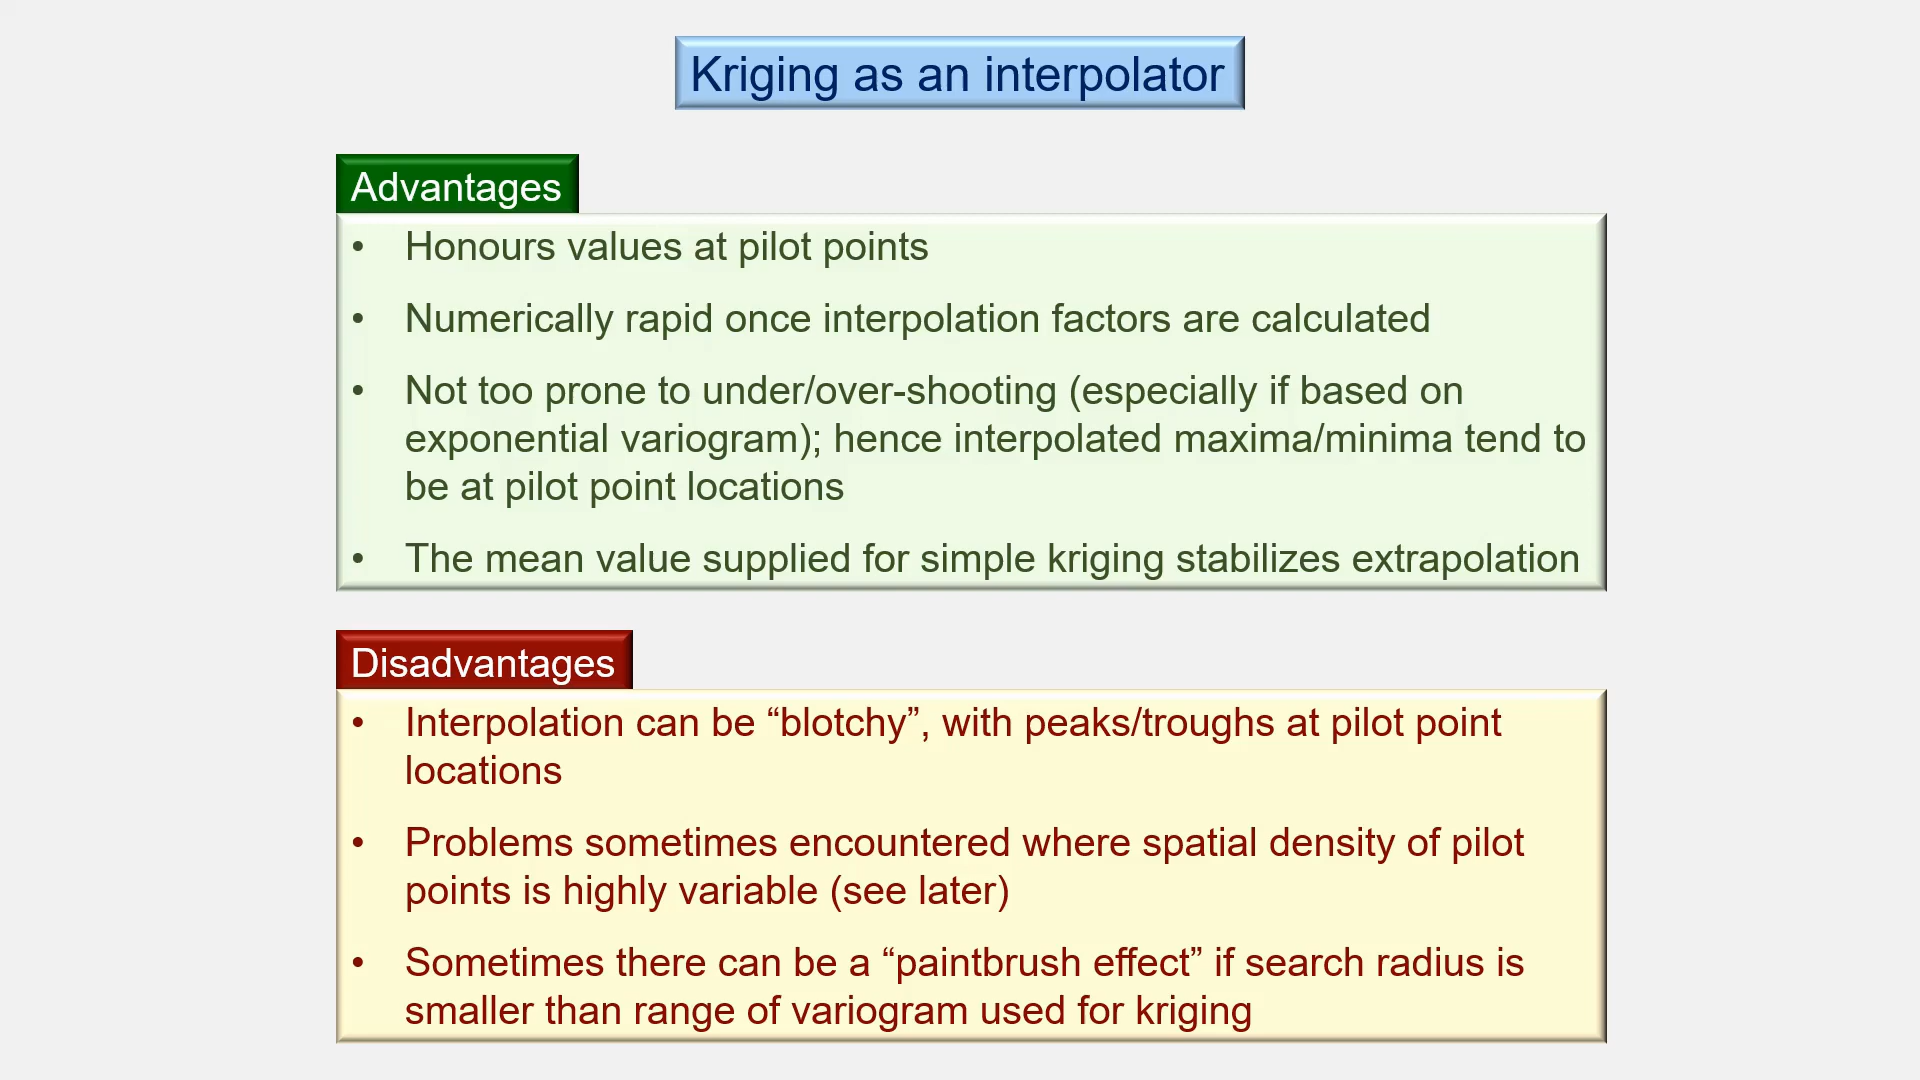 Kriging as an interpolator
Advantages
• Honours values at pilot points
• Numerically rapid once interpolation factors are calculated
• Not too prone to under/over-shooting (especially if based on
exponential variogram); hence interpolated maxima/minima tend to
be at pilot point locations
• The mean value supplied for simple kriging stabilizes extrapolation
Disadvantages
• Interpolation can be “blotchy”, with peaks/troughs at pilot point
locations
• Problems sometimes encountered where spatial density of pilot
points is highly variable (see later)
• Sometimes there can be a “paintbrush effect” if search radius is
smaller than range of variogram used for kriging